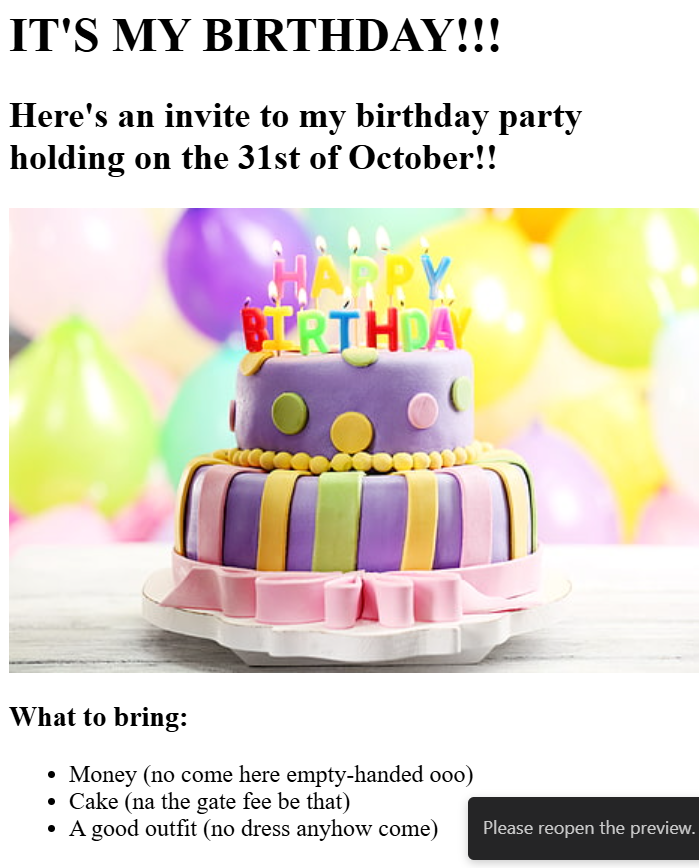 IT'S MY BIRTHDAY!!!
Here's an invite to my birthday party
holding on the 31st of October!!
HAPPY
BIRTHDAY
What to bring:
Money (no come here empty-handed ooo)
Cake (na the gate fee be that)
A good outfit (no dress anyhow come)
Please reopen the preview.